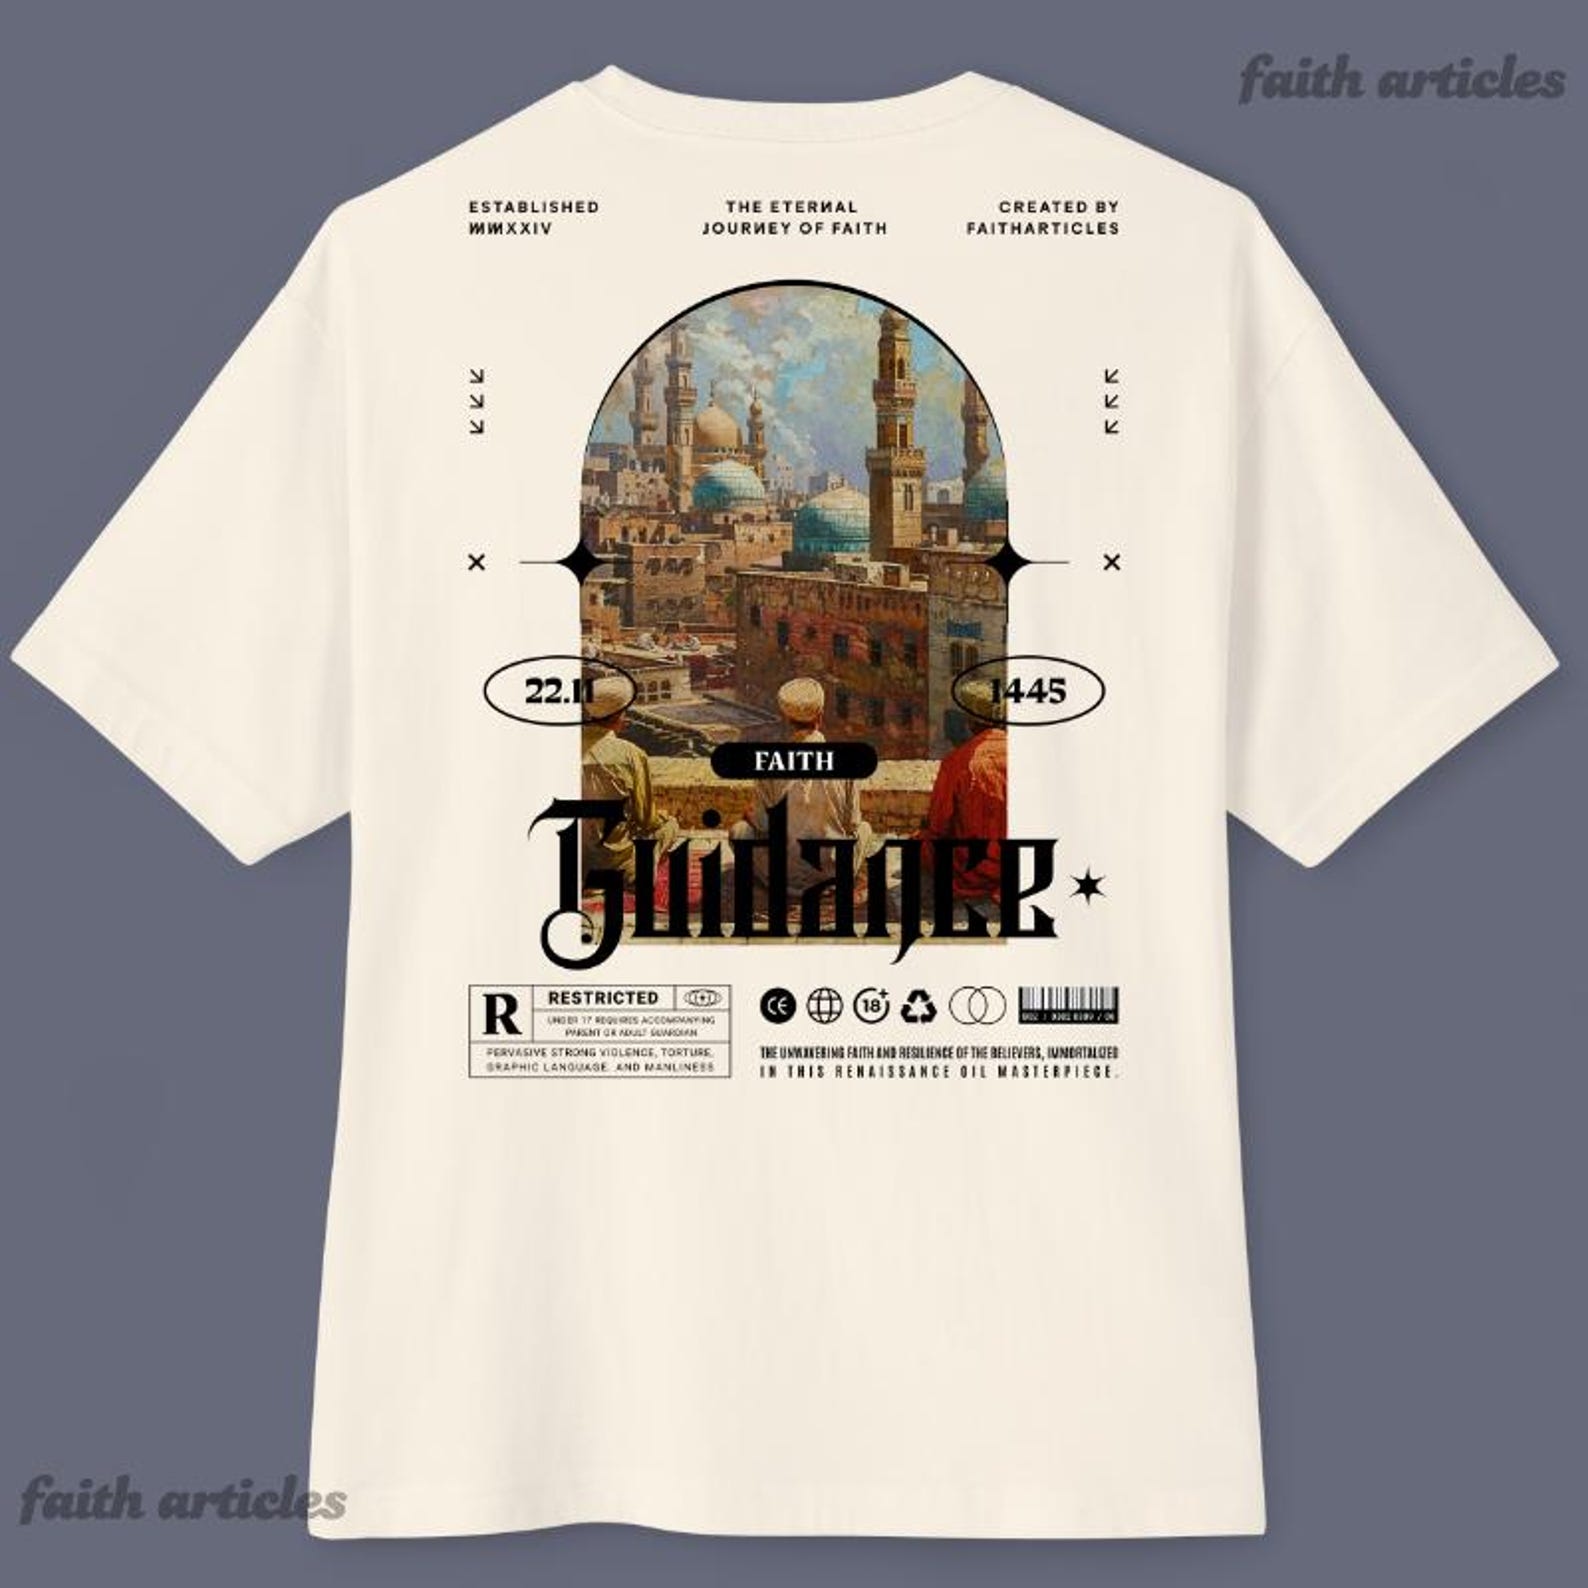 faith articles
ESTABLISHED
MMXXIV
THE ETERNAL
JOURNEY OF FAITH
CREATED BY
FAITHARTICLES
22.11
1445
FAITH
Guidance
R
RESTRICTED
UNDER 17 REQUIRES ACCOMPANYING
PARENT OR ADULT GUARDIAN
PERVASIVE STRONG VIOLENCE, TORTURE,
GRAPHIC LANGUAGE, AND MANLINESS
CE
18+
THE UNWAVERING FAITH AND RESILIENCE OF THE BELIEVERS, IMMORTALIZED
IN THIS RENAISSANCE OIL MASTERPIECE.
faith articles